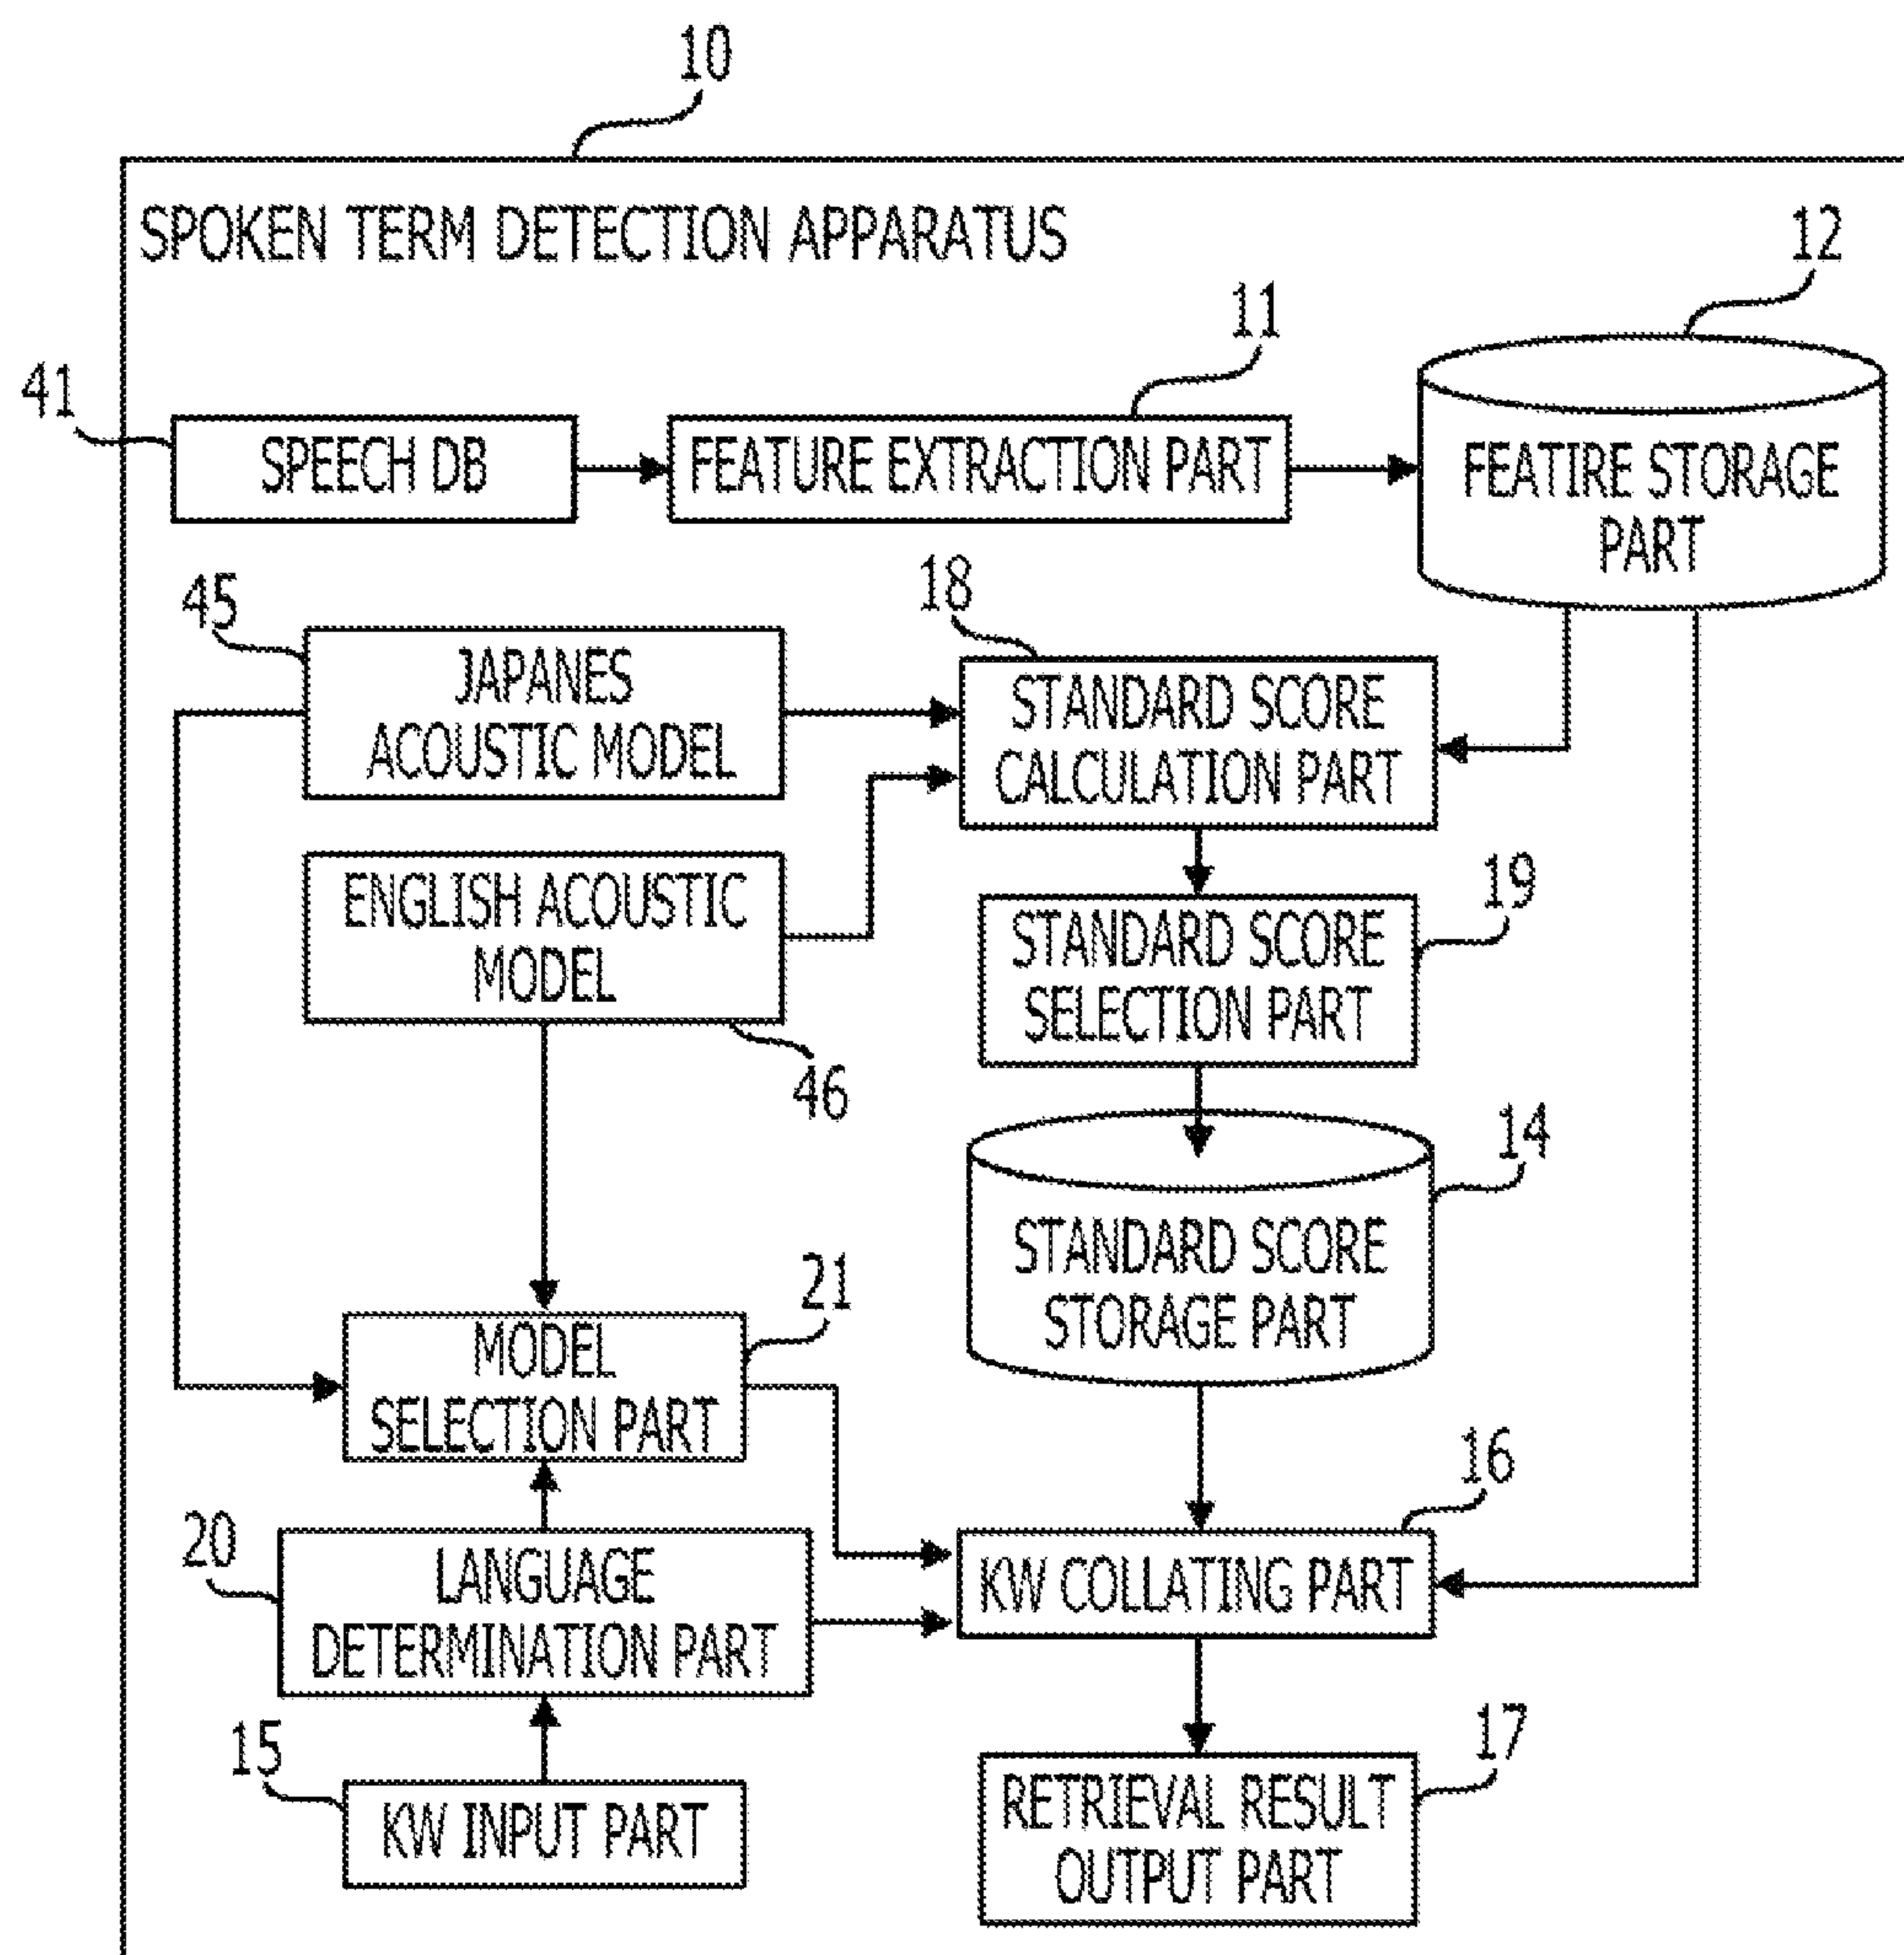 10
SPOKEN TERM DETECTION APPARATUS
12
11
41
SPEECH DB
FEATURE EXTRACTION PART
FEATIRE STORAGE
PART
45
18
JAPANES
ACOUSTIC MODEL
STANDARD SCORE
CALCULATION PART
ENGLISH ACOUSTIC
MODEL
46
19
STANDARD SCORE
SELECTION PART
14
STANDARD SCORE
STORAGE PART
21
MODEL
SELECTION PART
16
20
LANGUAGE
DETERMINATION PART
KW COLLATING PART
15
KW INPUT PART
17
RETRIEVAL RESULT
OUTPUT PART